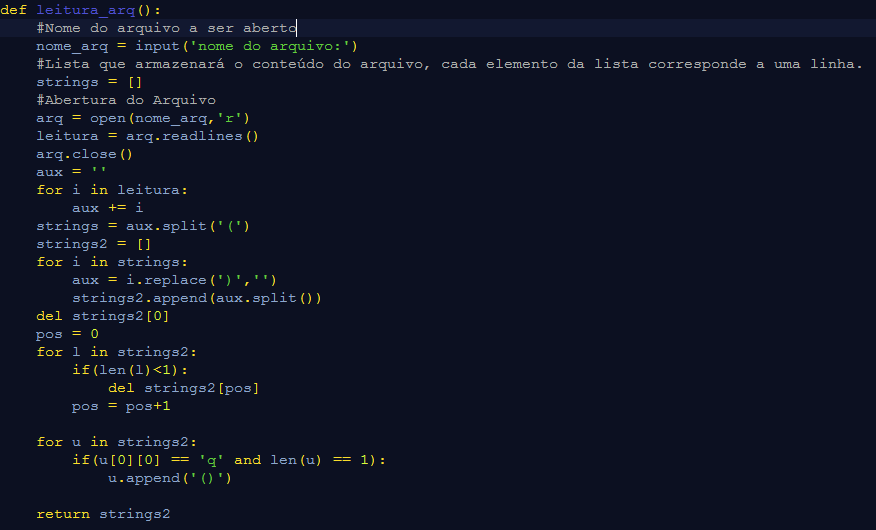 def leitura_arq():
    #Nome do arquivo a ser aberto
    nome_arq = input('nome do arquivo:')
    #Lista que armazenará o conteúdo do arquivo, cada elemento da lista corresponde a uma linha.
    strings = []
    #Abertura do Arquivo
    arq = open(nome_arq,'r')
    leitura = arq.readlines()
    arq.close()
    aux = ''
    for i in leitura:
        aux += i
    strings = aux.split('(')
    strings2 = []
    for i in strings:
        aux = i.replace(')','')
        strings2.append(aux.split())
    del strings2[0]
    pos = 0
    for l in strings2:
        if(len(l)<1):
            del strings2[pos]
        pos = pos+1

    for u in strings2:
        if(u[0][0] == 'q' and len(u) == 1):
            u.append('()')

    return strings2